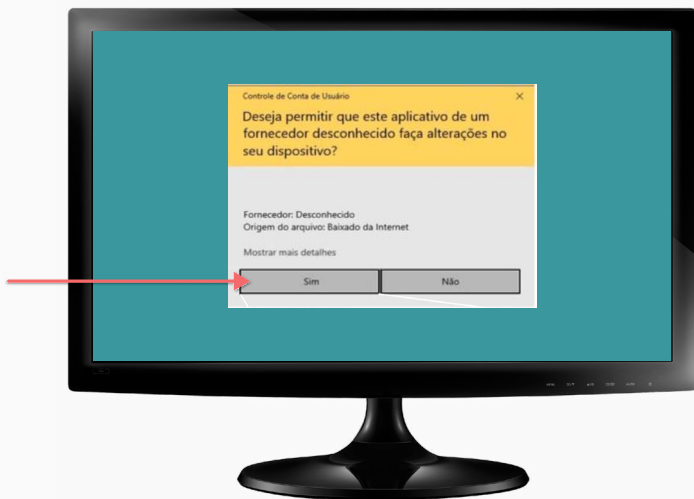 Controle de Conta de Usuário
Deseja permitir que este aplicativo de um
fornecedor desconhecido faça alterações no
seu dispositivo?
Fornecedor: Desconhecido
Origem do arquivo: Baixado da Internet
Mostrar mais detalhes
Sim Não